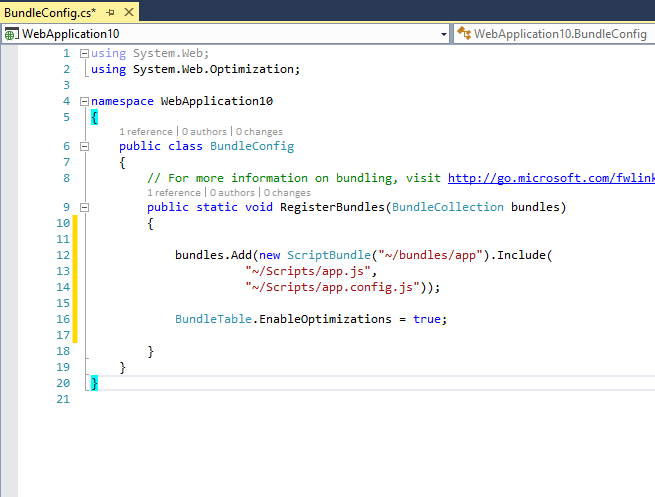 BundleConfig.cs*
WebApplication10 WebApplication10.BundleConfig
1 using System.Web;
2 using System.Web.Optimization;
3
4 namespace WebApplication10
5 {
1 reference | 0 authors | 0 changes
6 public class BundleConfig
7 {
8 // For more information on bundling, visit http://go.microsoft.com/fwlink
1 reference | 0 authors | 0 changes
9 public static void RegisterBundles(BundleCollection bundles)
10 {
11
12 bundles.Add(new ScriptBundle("~/bundles/app").Include(
13 "~/Scripts/app.js",
14 "~/Scripts/app.config.js"));
15
16 BundleTable.EnableOptimizations = true;
17
18 }
19 }
20 }
21